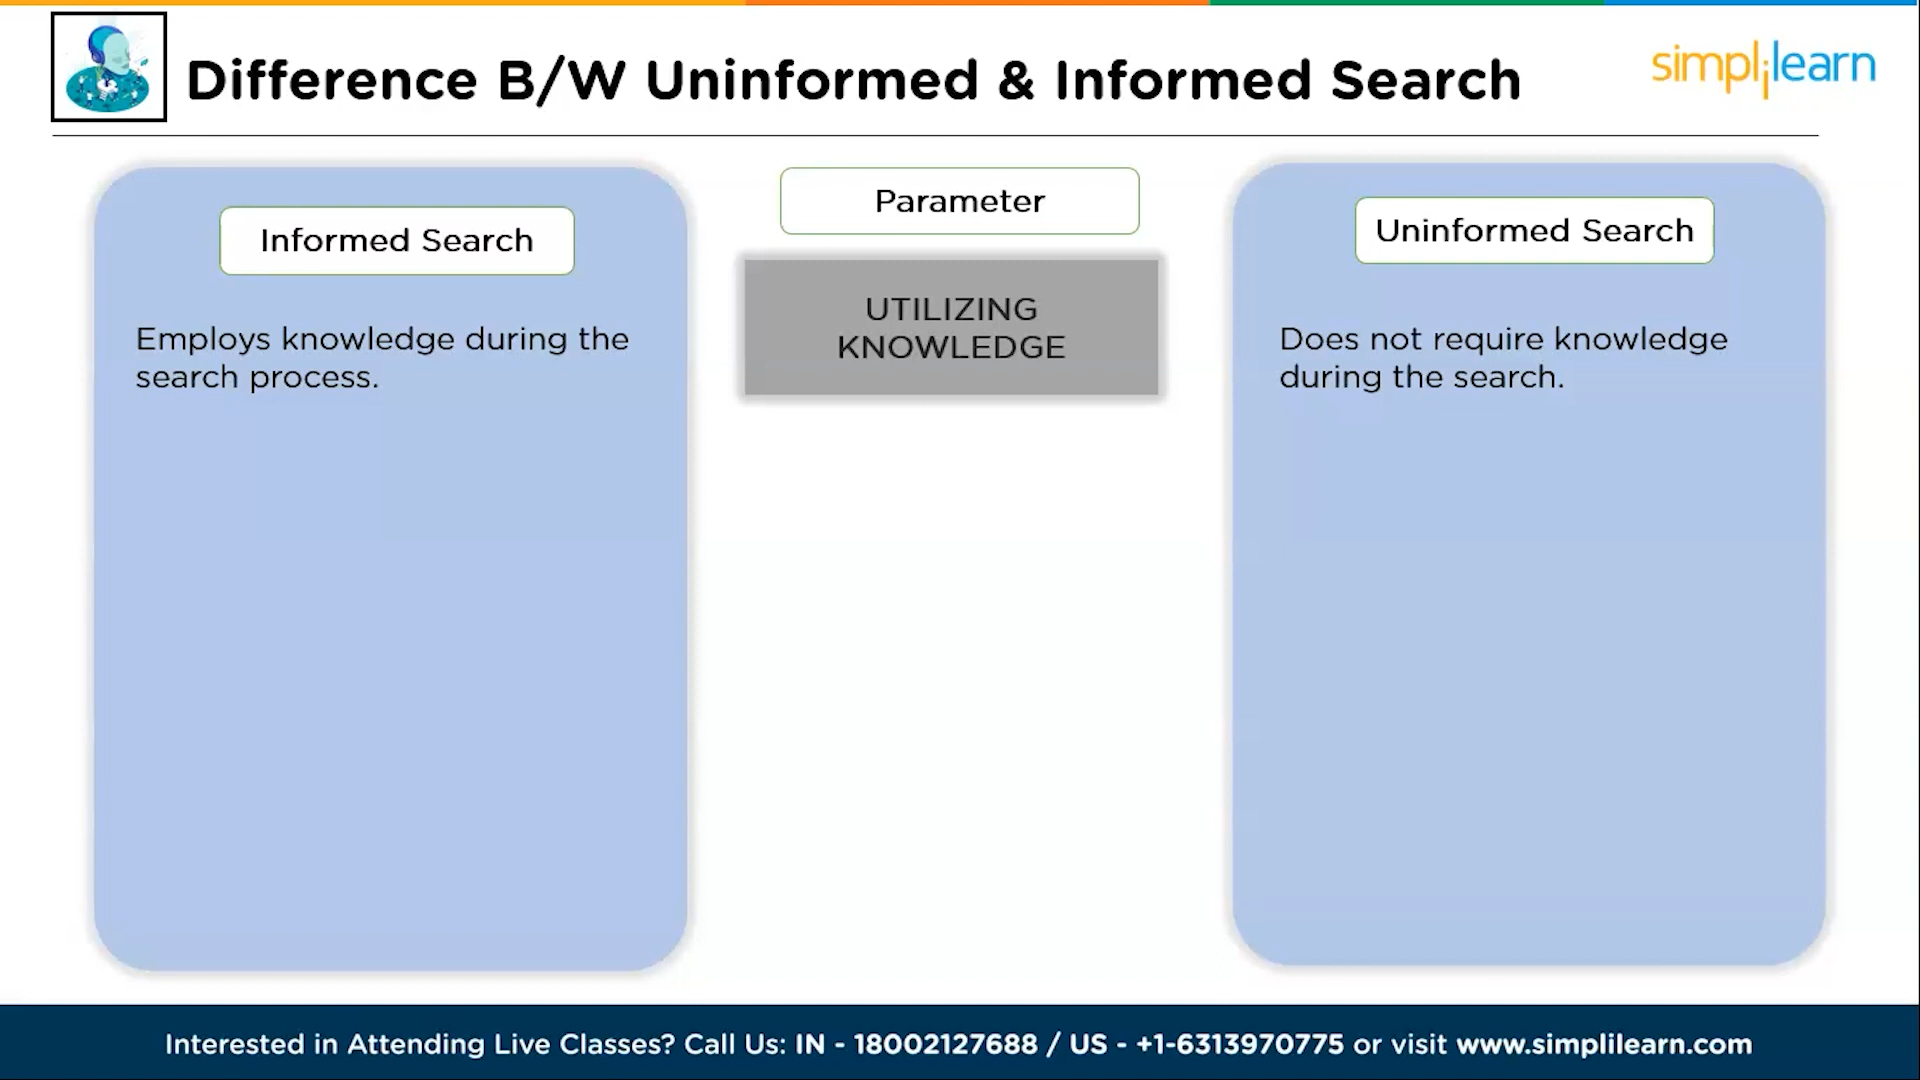 Difference B/W Uninformed & Informed Search
simplilearn
Informed Search
Employs knowledge during the
search process.
Parameter
UTILIZING
KNOWLEDGE
Uninformed Search
Does not require knowledge
during the search.
Interested in Attending Live Classes? Call Us: IN - 18002127688 / US - +1-6313970775 or visit www.simplilearn.com